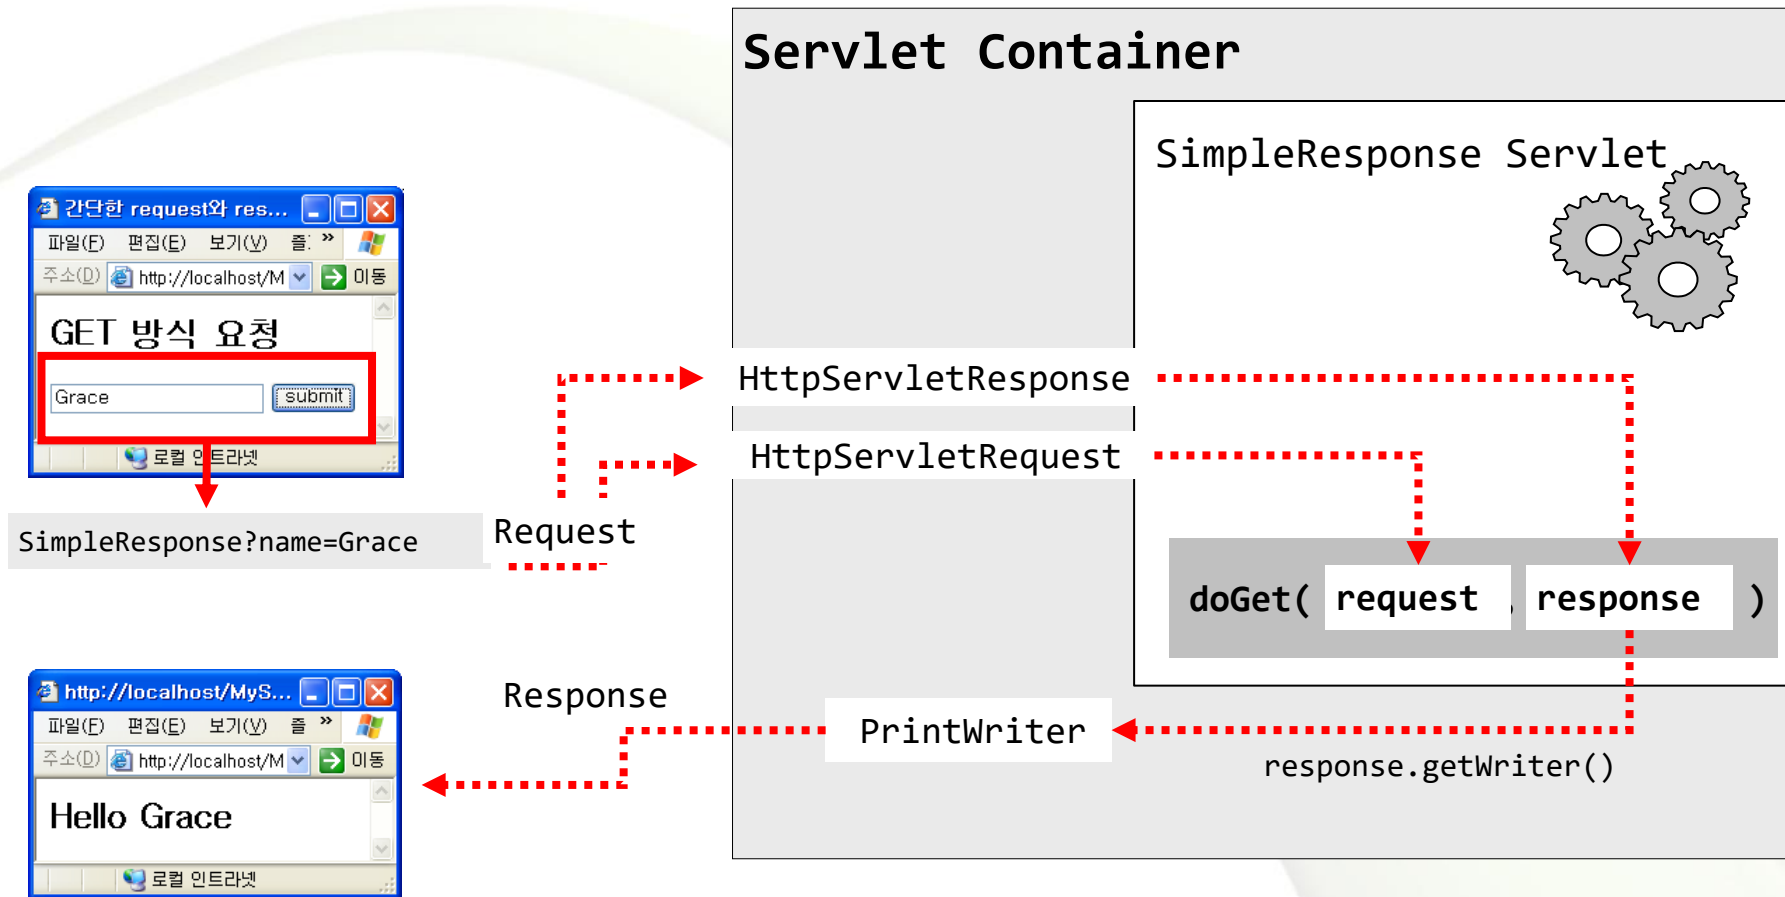 Servlet Container
SimpleResponse Servlet
간단한 request와 res...
파일(F) 편집(E) 보기(V) 즐 »
주소(D) http://localhost/M 이동
GET 방식 요청
Grace submit
로컬 인트라넷
SimpleResponse?name=Grace
Request
HttpServletResponse
HttpServletRequest
doGet( request , response )
Response
PrintWriter
response.getWriter()
http://localhost/MyS...
파일(F) 편집(E) 보기(V) 즐 »
주소(D) http://localhost/M 이동
Hello Grace
로컬 인트라넷